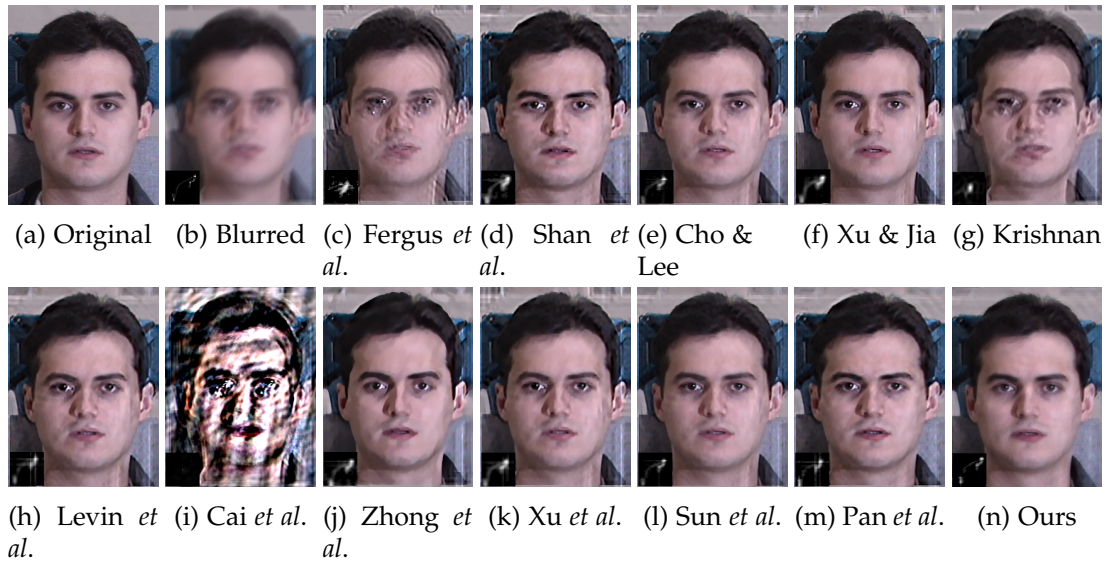 (a) Original (b) Blurred (c) Fergus et al. (d) Shan et al. (e) Cho & Lee (f) Xu & Jia (g) Krishnan
(h) Levin et al. (i) Cai et al. (j) Zhong et al. (k) Xu et al. (l) Sun et al. (m) Pan et al. (n) Ours